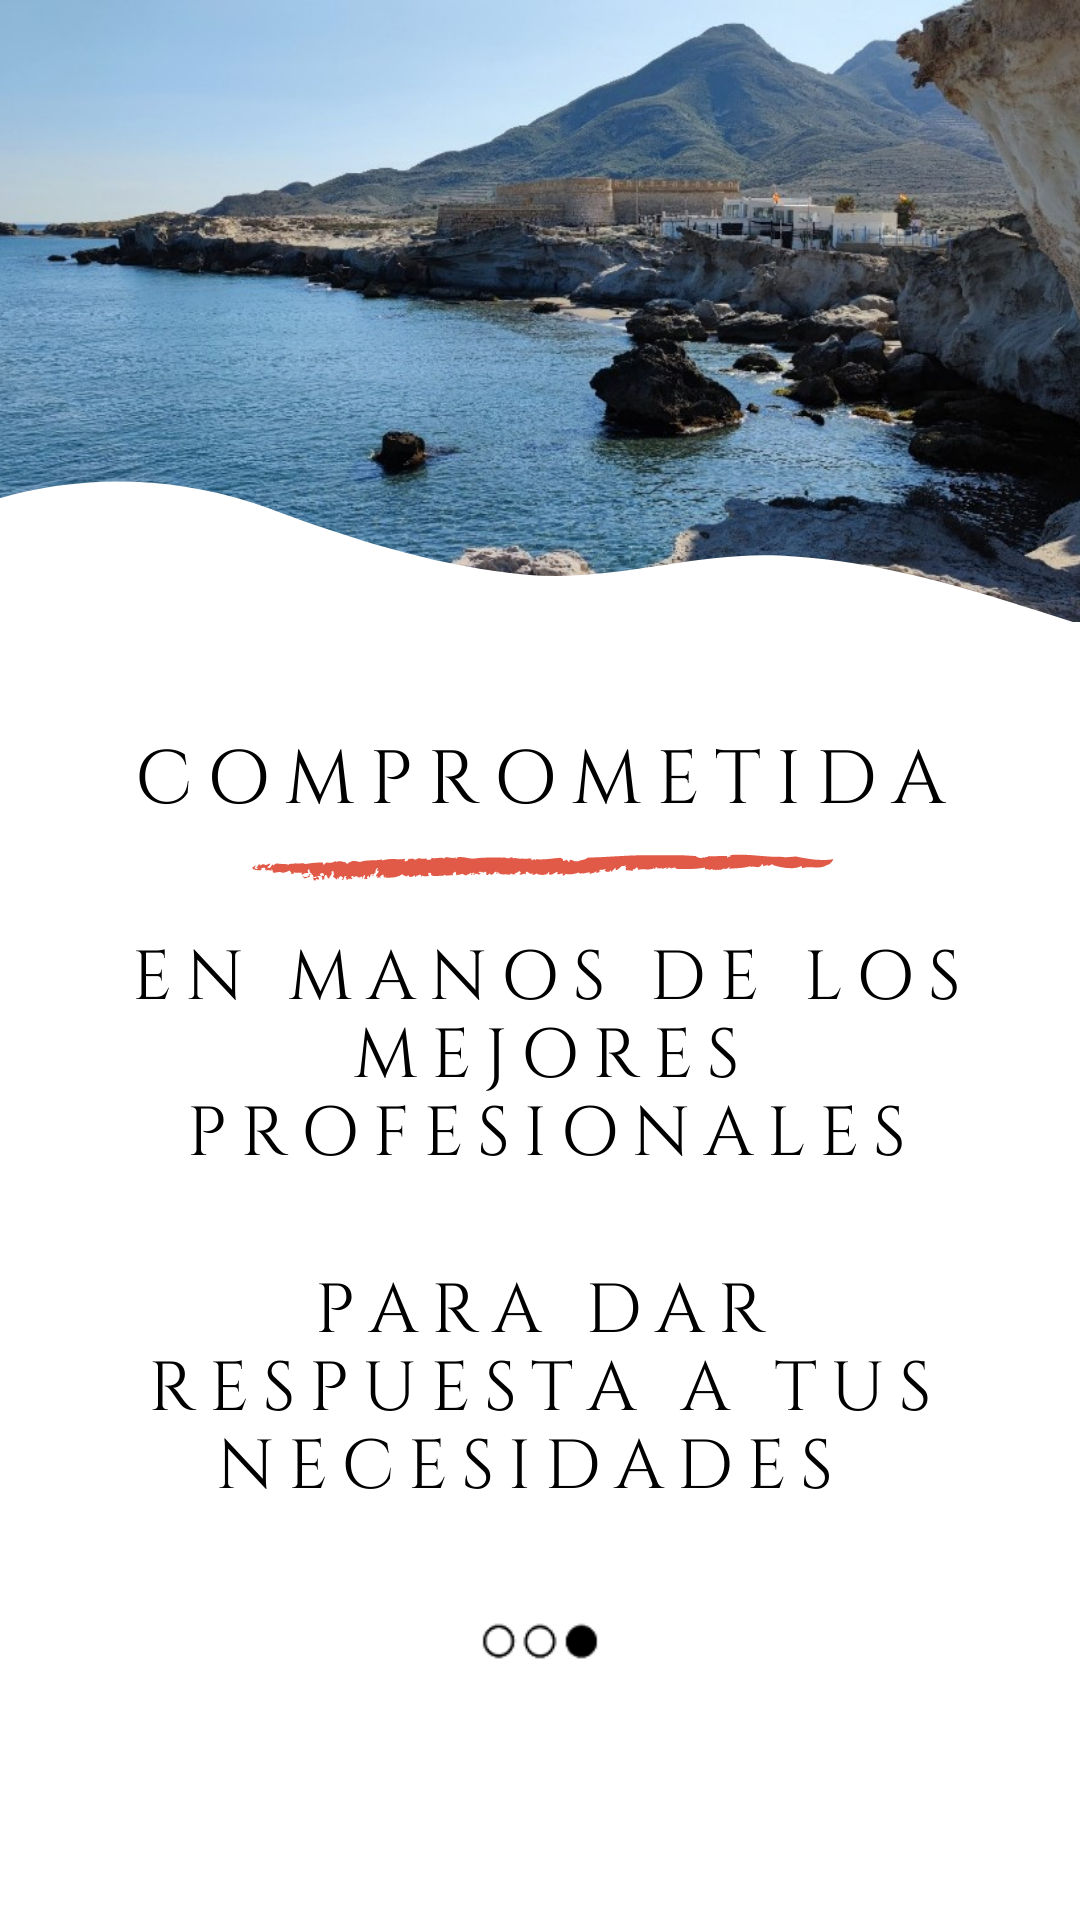 COMPROMETIDA
EN MANOS DE LOS
MEJORES
PROFESIONALES
PARA DAR
RESPUESTA A TUS
NECESIDADES